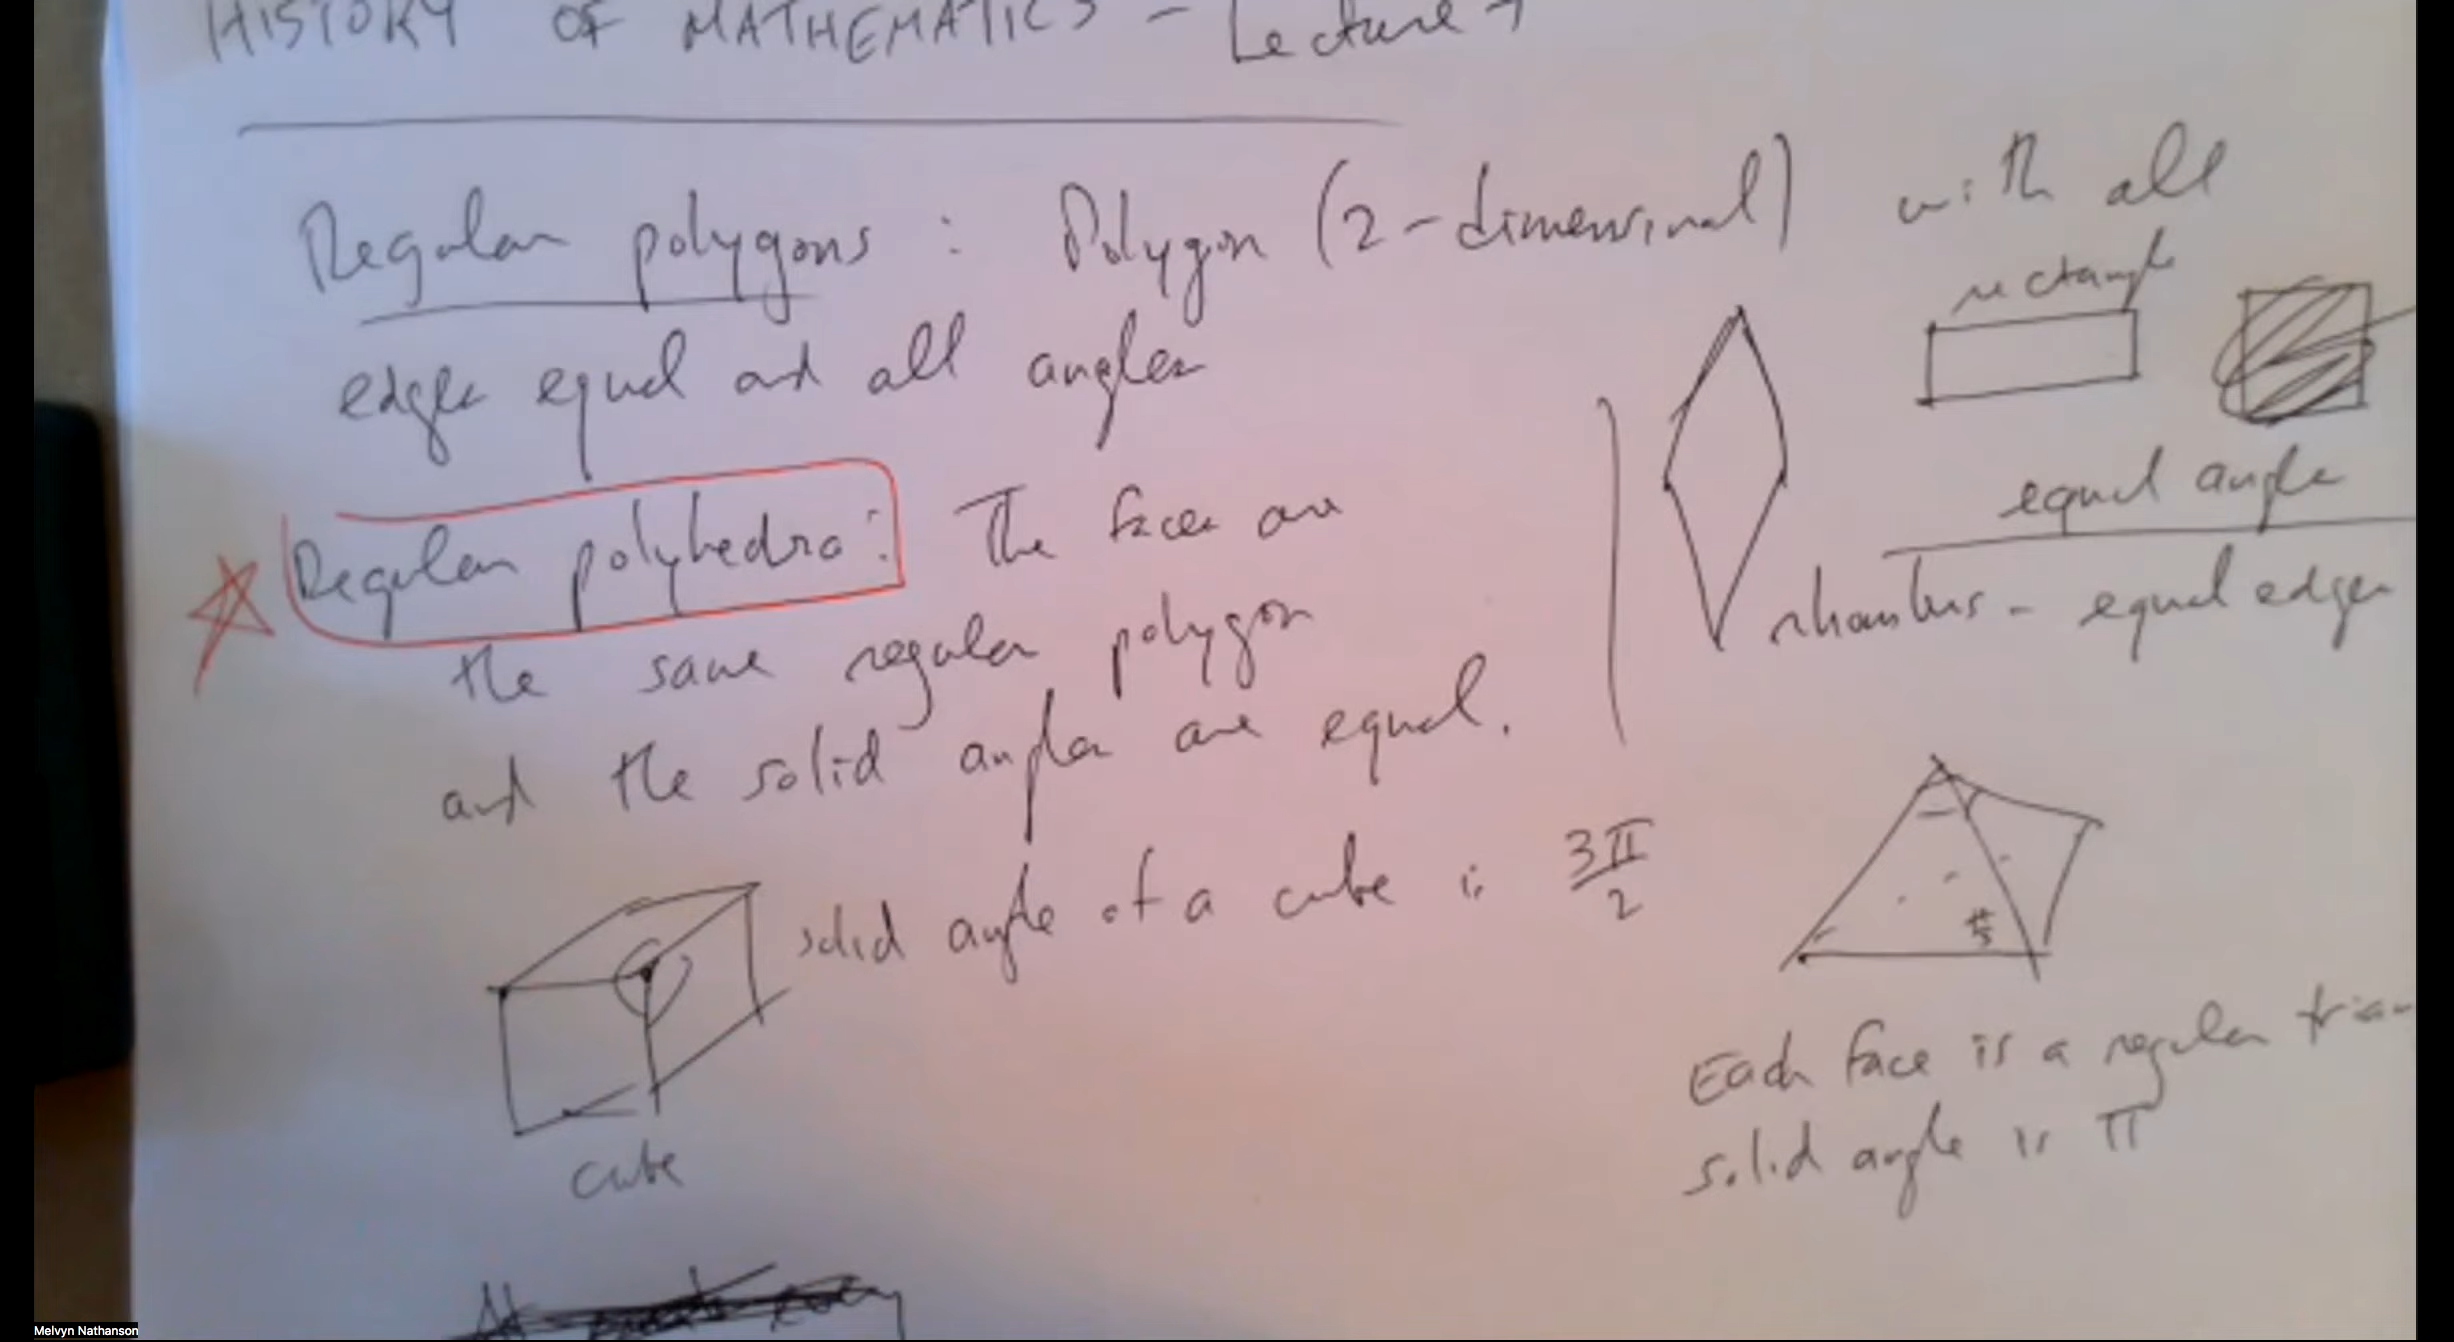 HISTORY OF MATHEMATICS - Lecture
Regular polygons : Polygon (2-dimensional) with all
edges equal and all angles
rectangle
equal angle
rhombus - equal edges
Regular polyhedra: The faces are
the same regular polygon
and the solid angles are equal.
solid angle of a cube is 3π/2
cube
Each face is a regular
solid angle is π
Melvyn Nathanson